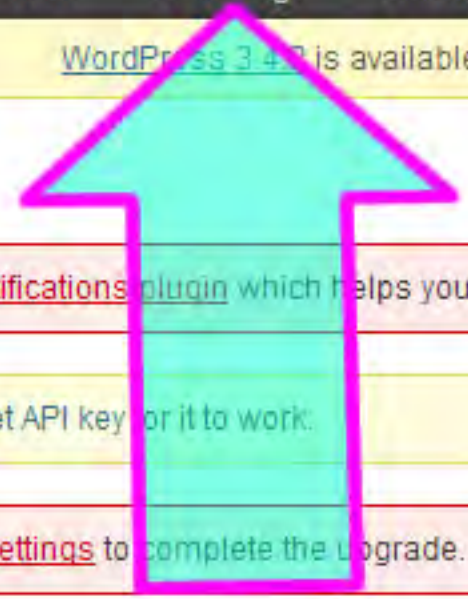 WordPress 3.4.2 is available
ifications plugin which helps you
et API key for it to work.
ettings to complete the upgrade.